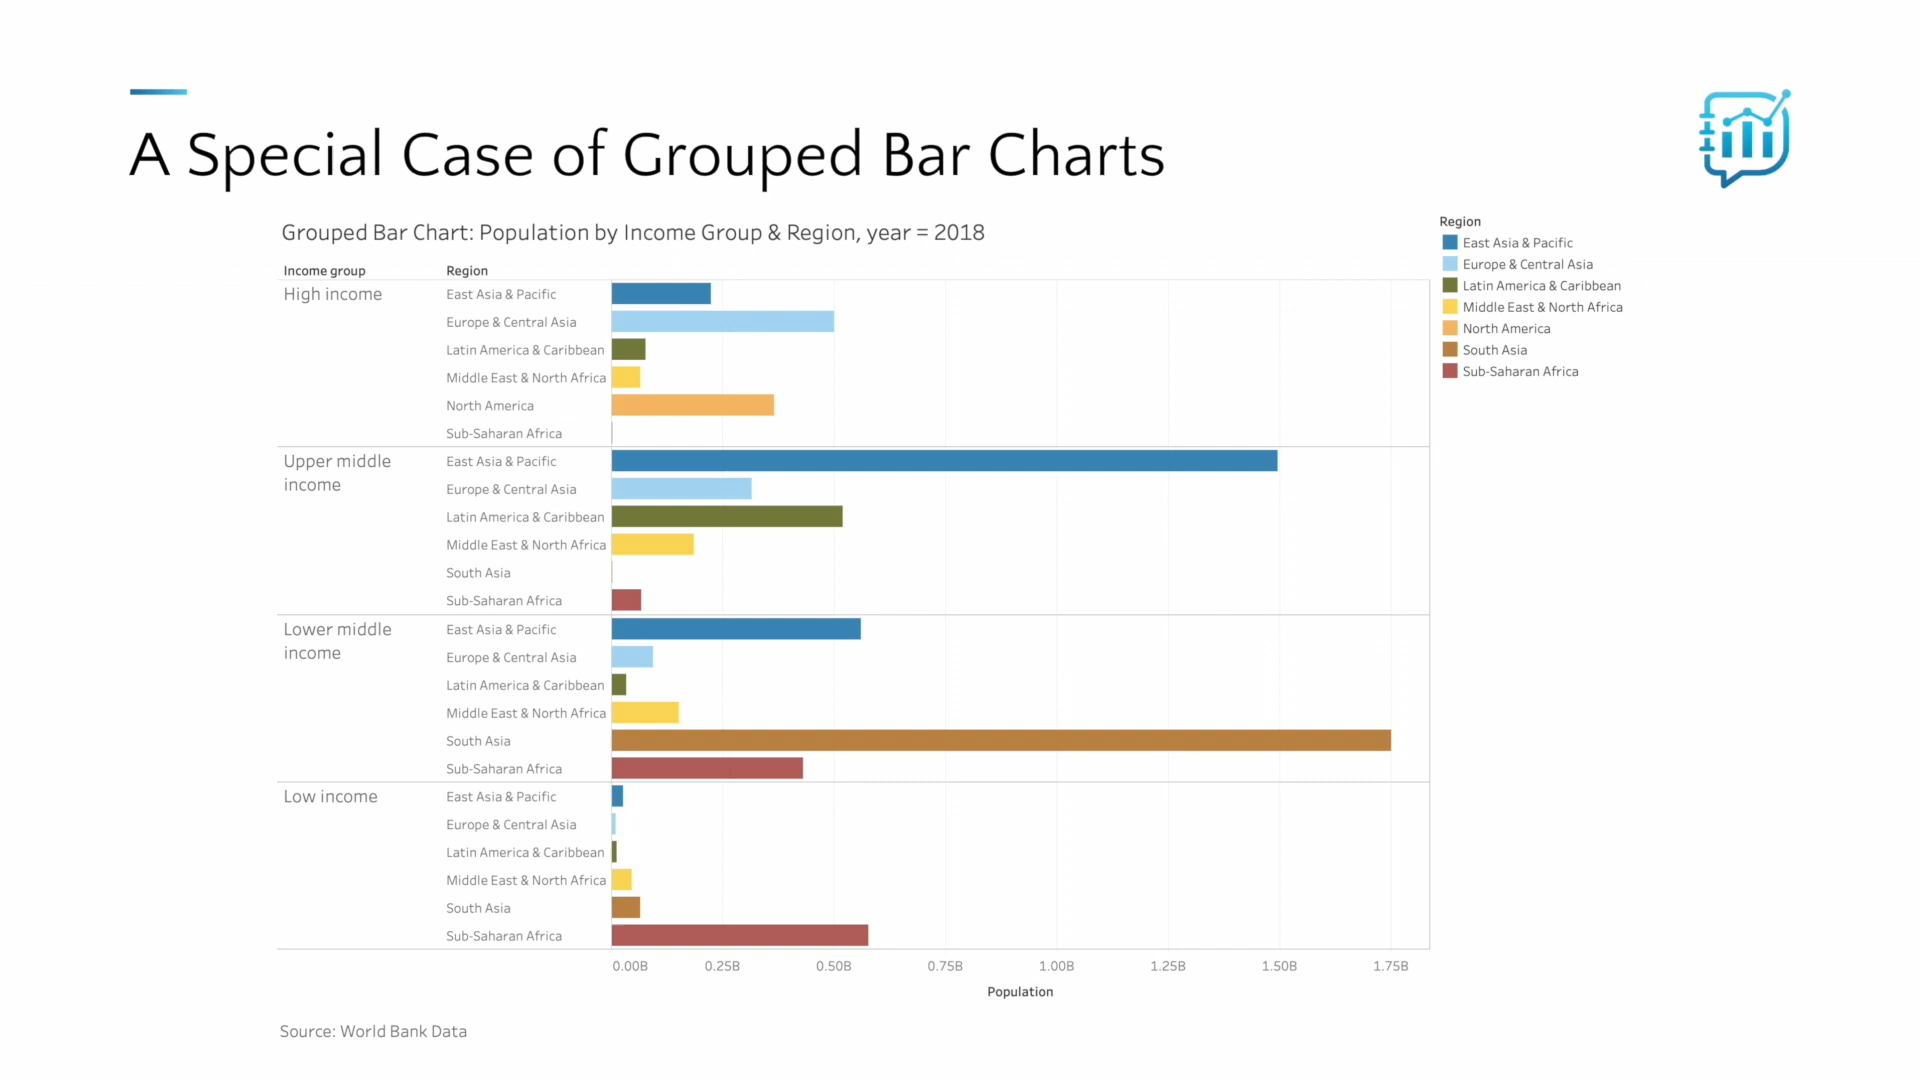 A Special Case of Grouped Bar Charts
Grouped Bar Chart: Population by Income Group & Region, year = 2018
Income group
Region
High income
East Asia & Pacific
Europe & Central Asia
Latin America & Caribbean
Middle East & North Africa
North America
Sub-Saharan Africa
Upper middle
income
East Asia & Pacific
Europe & Central Asia
Latin America & Caribbean
Middle East & North Africa
South Asia
Sub-Saharan Africa
Lower middle
income
East Asia & Pacific
Europe & Central Asia
Latin America & Caribbean
Middle East & North Africa
South Asia
Sub-Saharan Africa
Low income
East Asia & Pacific
Europe & Central Asia
Latin America & Caribbean
Middle East & North Africa
South Asia
Sub-Saharan Africa
0.00B 0.25B 0.50B 0.75B 1.00B 1.25B 1.50B 1.75B
Population
Region
East Asia & Pacific
Europe & Central Asia
Latin America & Caribbean
Middle East & North Africa
North America
South Asia
Sub-Saharan Africa
Source: World Bank Data